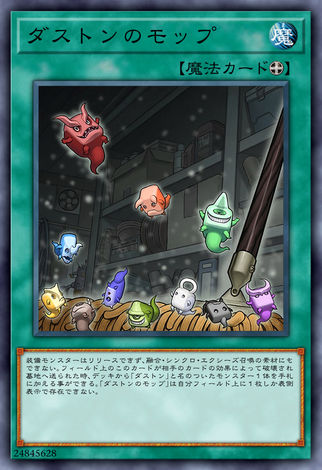 ダストンのモップ
魔
【魔法カード】
装備モンスターはリリースできず、融合・シンクロ・エクシーズ召喚の素材にも
できない。フィールド上のこのカードが相手のカードの効果によって破壊され
墓地へ送られた時、デッキから「ダストン」と名のついたモンスター１体を手札
に加える事ができる。「ダストンのモップ」は自分フィールド上に１枚しか表側表
示で存在できない。
24845628